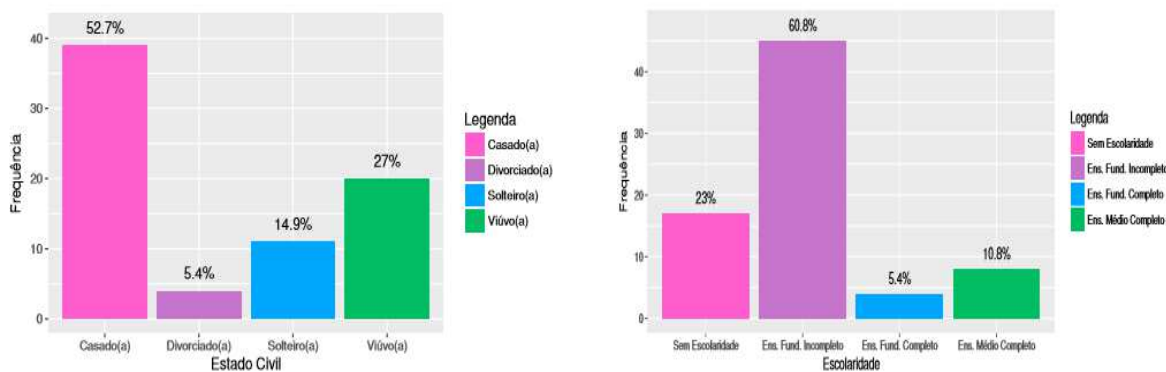 52.7%
40
30
20
10
0
Frequência
27%
14.9%
5.4%
Casado(a)
Divorciado(a)
Solteiro(a)
Viúvo(a)
Estado Civil
Legenda
Casado(a)
Divorciado(a)
Solteiro(a)
Viúvo(a)
60.8%
40
30
20
10
0
Frequência
23%
5.4%
10.8%
Sem Escolaridade
Ens. Fund. Incompleto
Ens. Fund. Completo
Ens. Médio Completo
Escolaridade
Legenda
Sem Escolaridade
Ens. Fund. Incompleto
Ens. Fund. Completo
Ens. Médio Completo